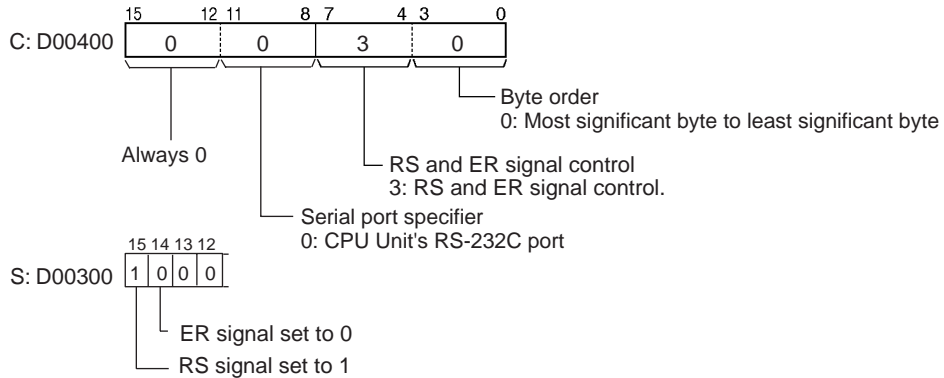 15 12 11 8 7 4 3 0
C: D00400 0 0 3 0
Byte order
0: Most significant byte to least significant byte
Always 0
RS and ER signal control
3: RS and ER signal control.
Serial port specifier
0: CPU Unit's RS-232C port
15 14 13 12
S: D00300 1 0 0 0
ER signal set to 0
RS signal set to 1